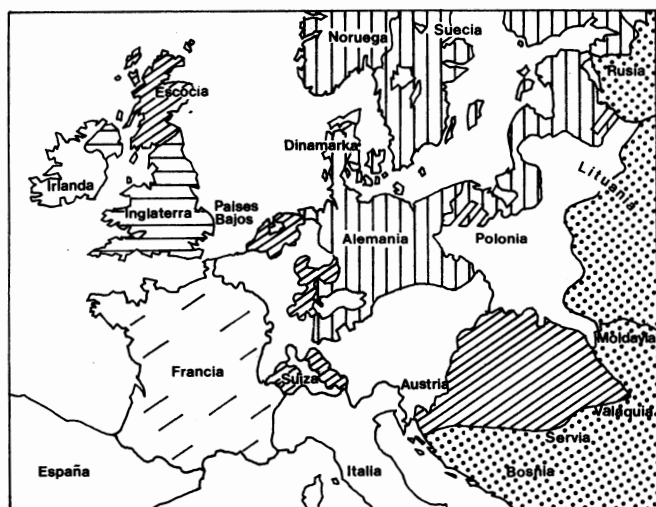 Noruega
Suecia
Rusia
Escocia
Dinamarka
Irlanda
Inglaterra
Paises
Bajos
Lituania
Alemania
Polonia
Moldavia
Francia
Suiza
Austria
Valaquia
Servia
España
Italia
Bosnia